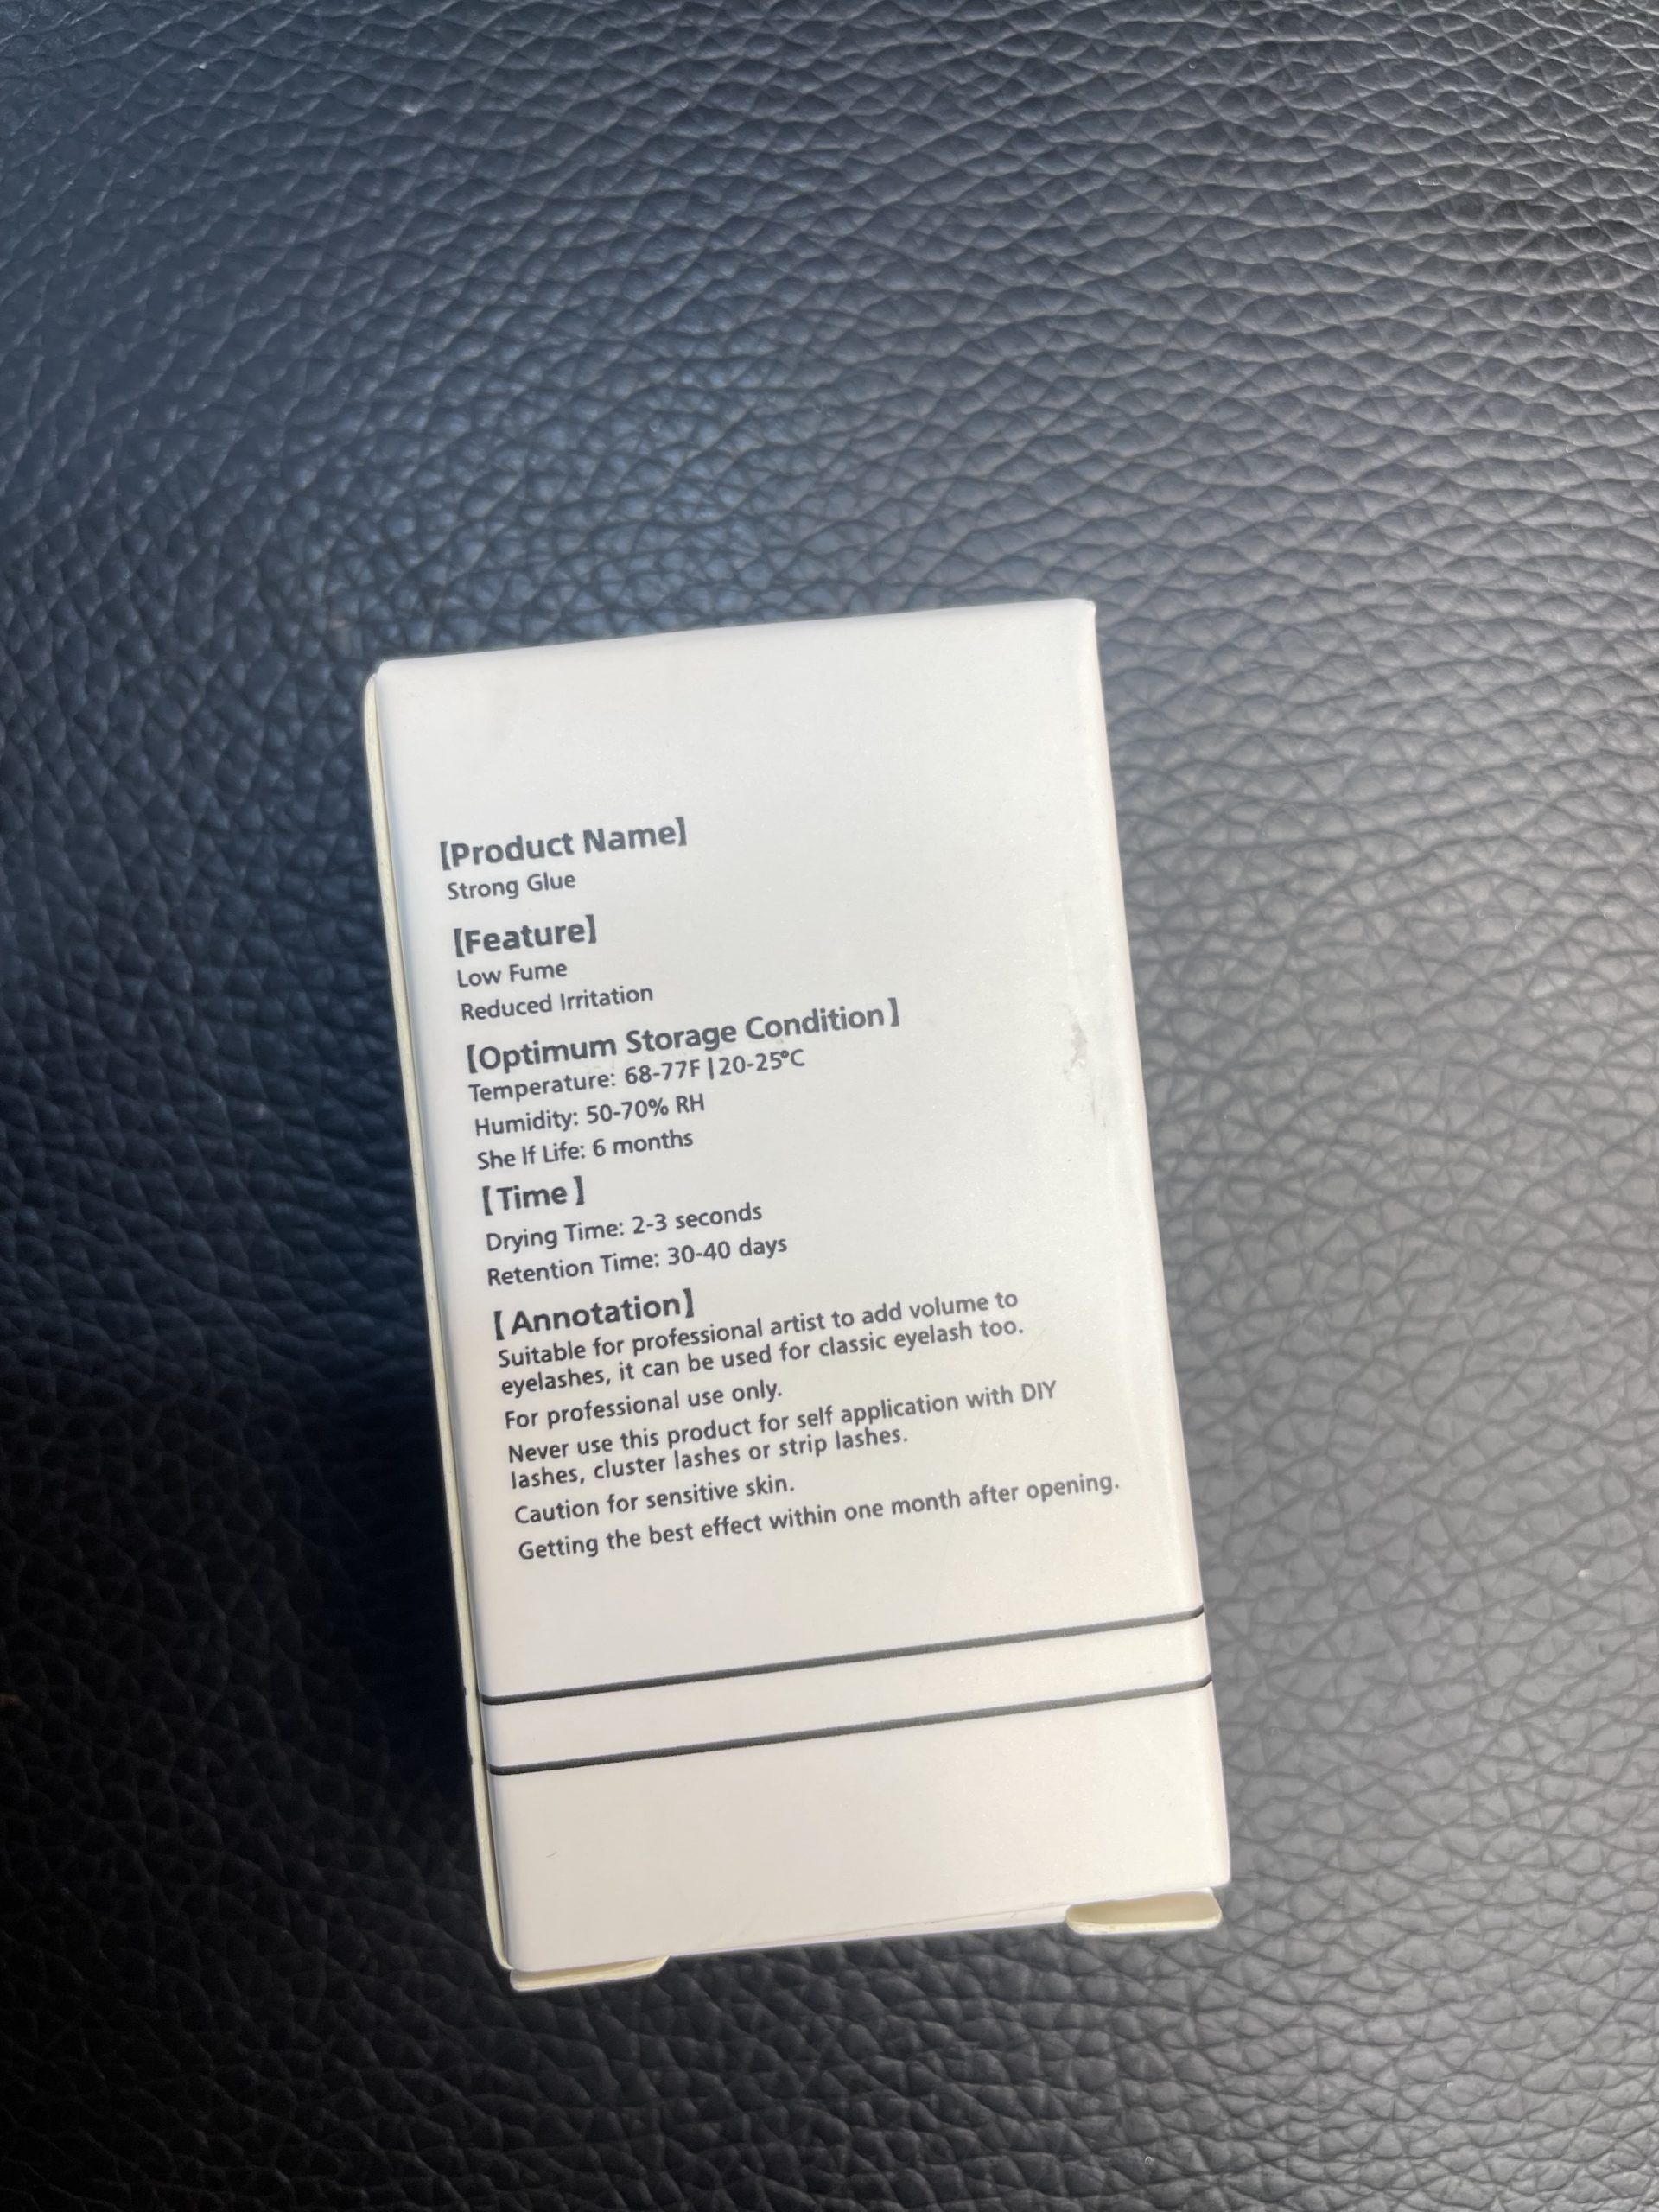 【Product Name】
Strong Glue
【Feature】
Low Fume
Reduced Irritation
【Optimum Storage Condition】
Temperature: 68-77F | 20-25°C
Humidity: 50-70% RH
She lf Life: 6 months
【Time】
Drying Time: 2-3 seconds
Retention Time: 30-40 days
【Annotation】
Suitable for professional artist to add volume to
eyelashes, it can be used for classic eyelash too.
For professional use only.
Never use this product for self application with DIY
lashes, cluster lashes or strip lashes.
Caution for sensitive skin.
Getting the best effect within one month after opening.